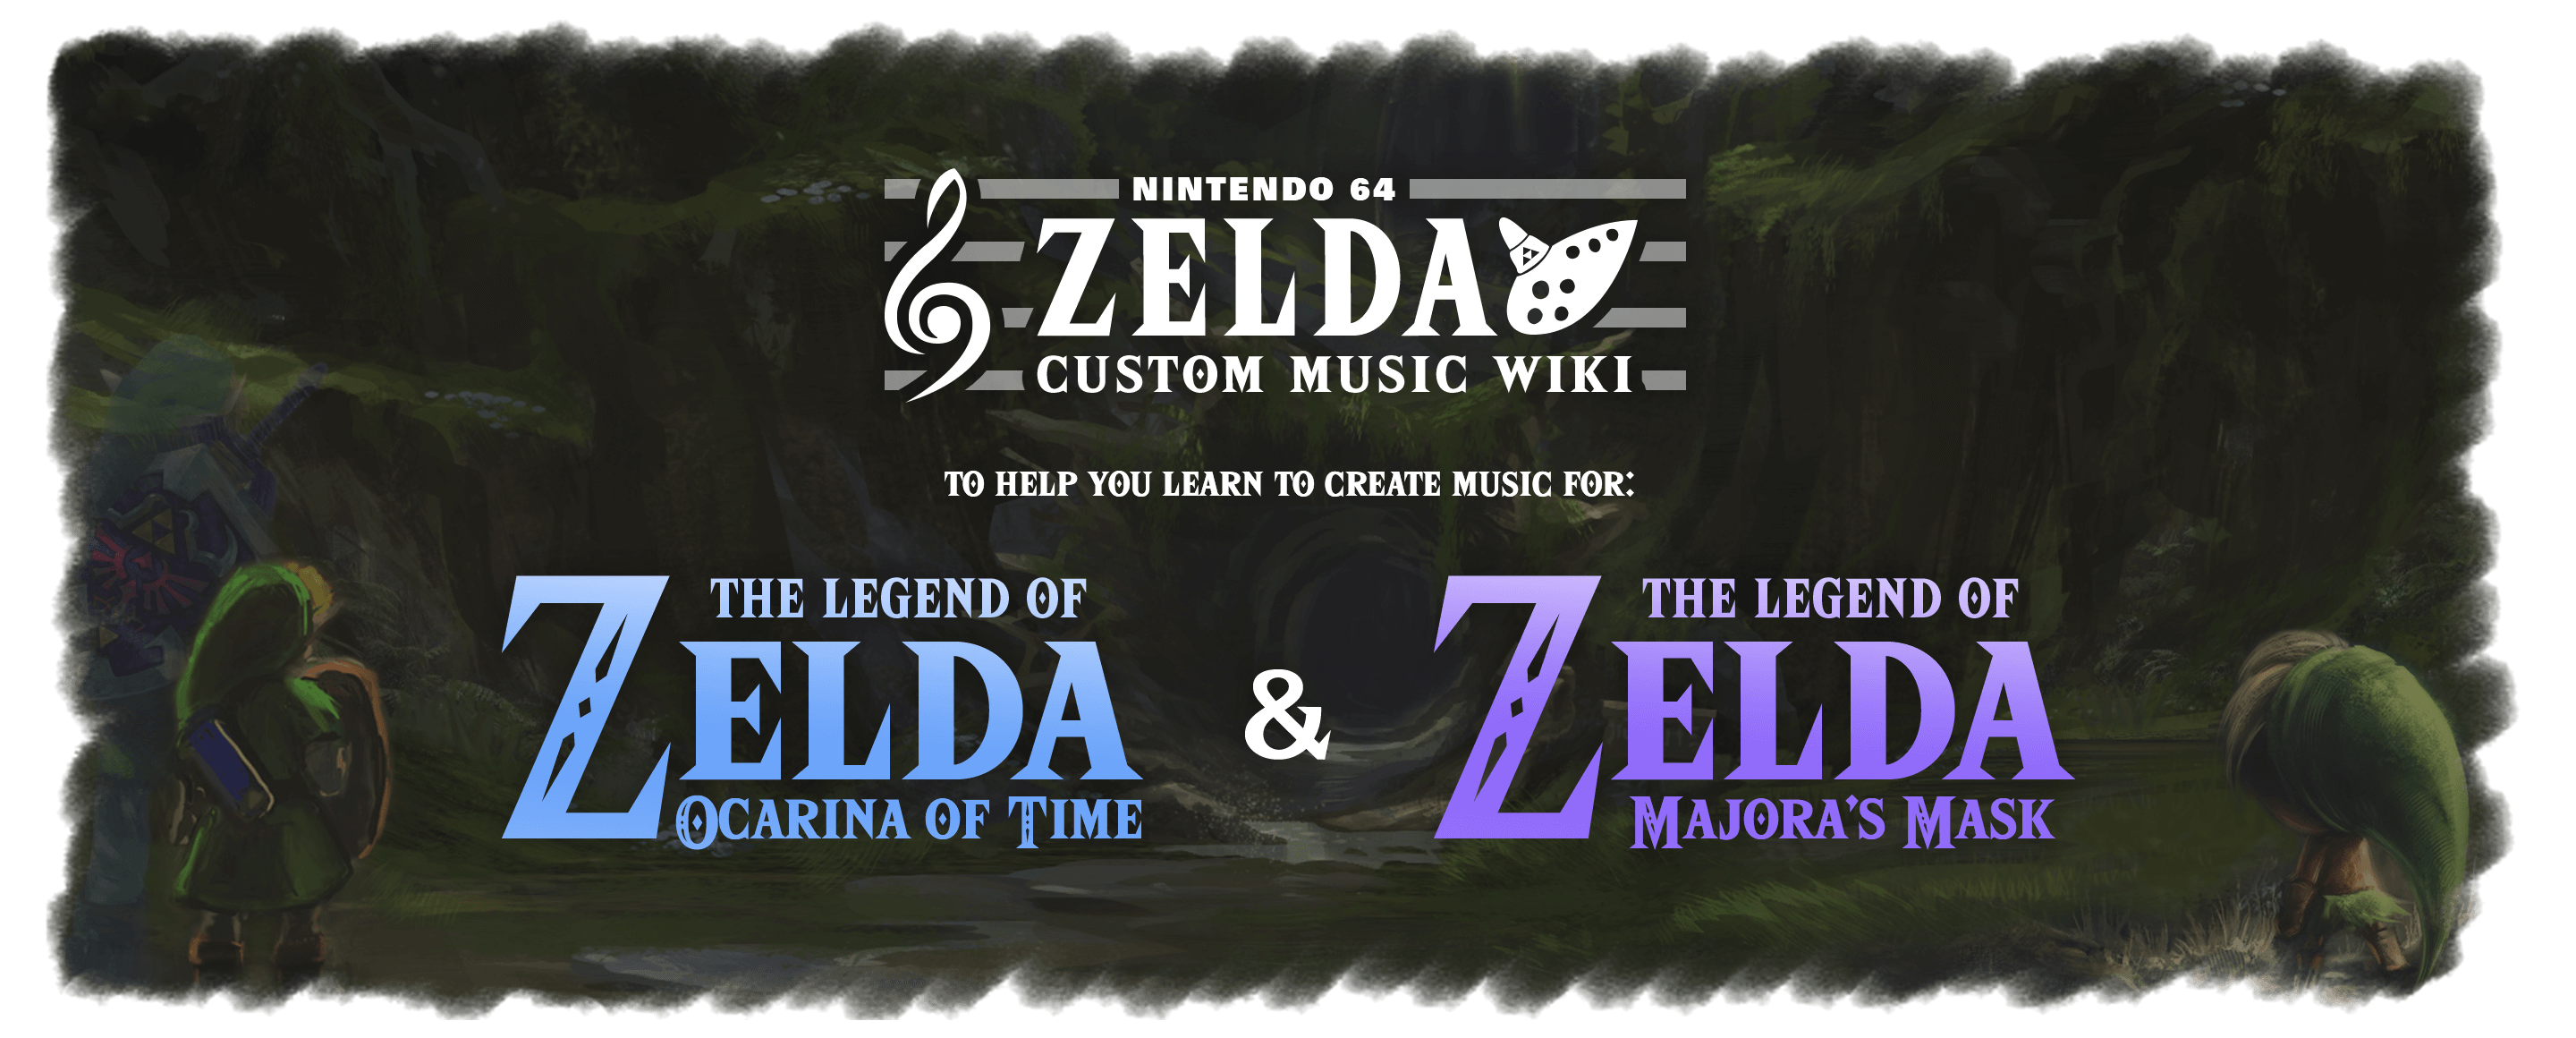 NINTENDO 64
ZELDA
CUSTOM MUSIC WIKI
TO HELP YOU LEARN TO CREATE MUSIC FOR:
THE LEGEND OF
ZELDA
OCARINA OF TIME
&
THE LEGEND OF
ZELDA
MAJORA'S MASK